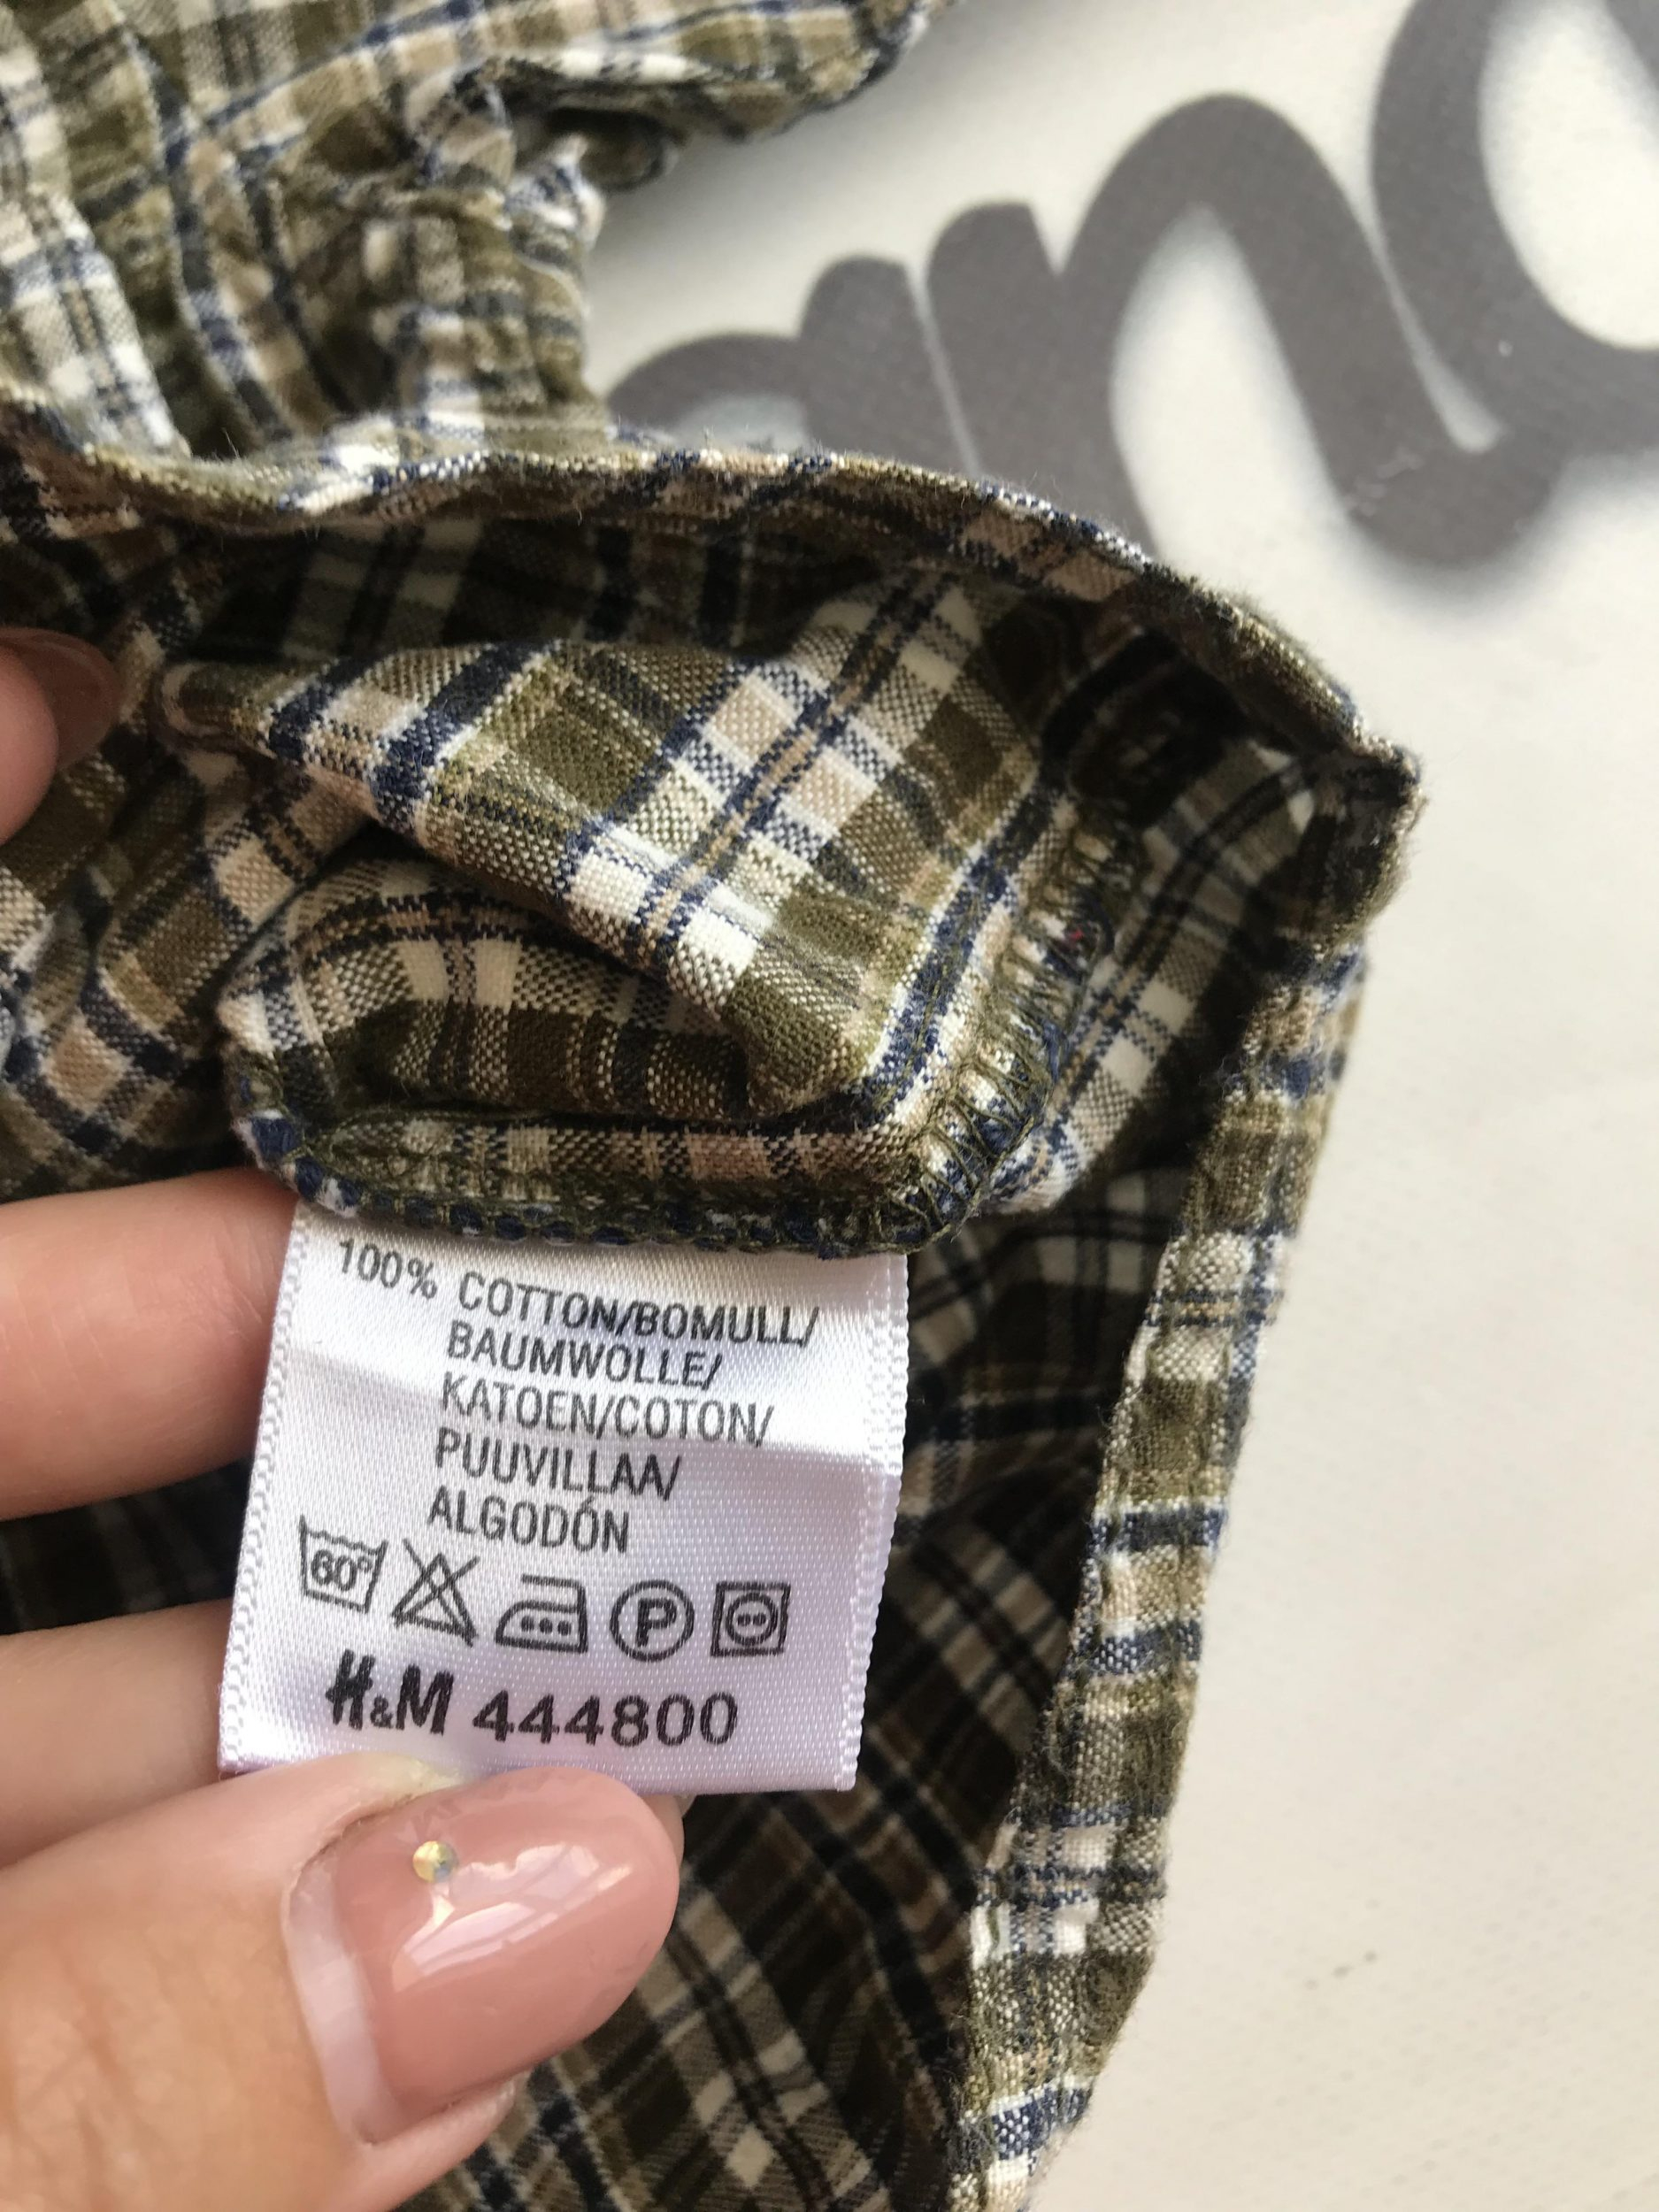 100% COTTON/BOMULL/
BAUMWOLLE/
KATOEN/COTON/
PUUVILLAA/
ALGODÓN
60°
P
H&M 444800